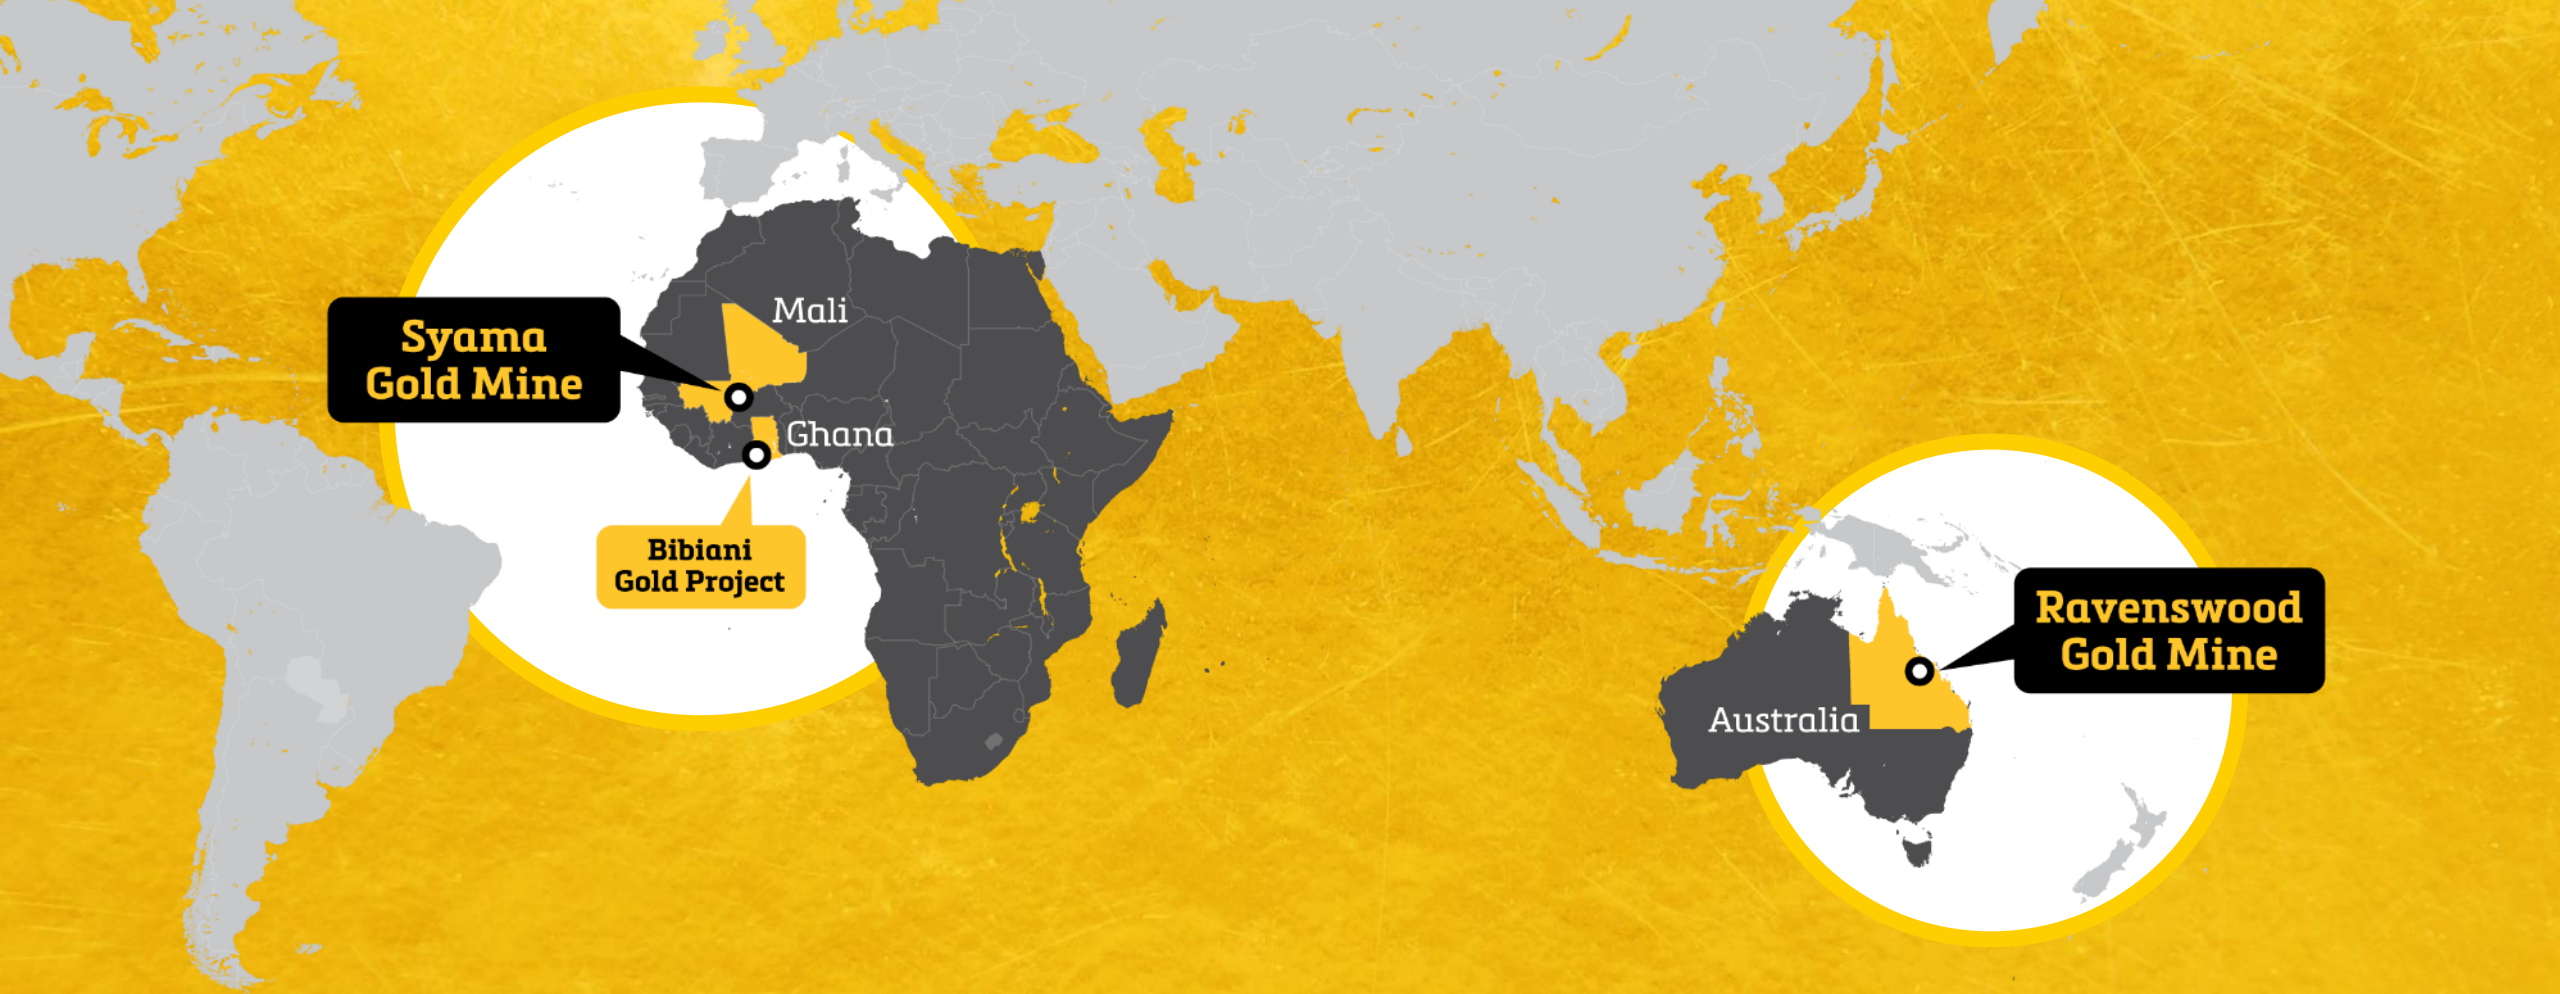 Mali
Syama
Gold Mine
Ghana
Bibiani
Gold Project
Ravenswood
Gold Mine
Australia